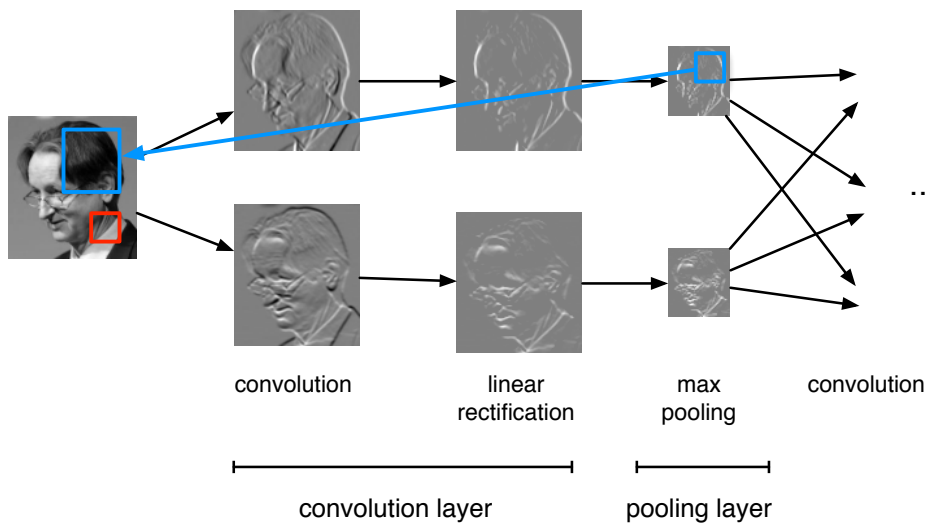 ..
convolution
linear
rectification
max
pooling
convolution
convolution layer
pooling layer